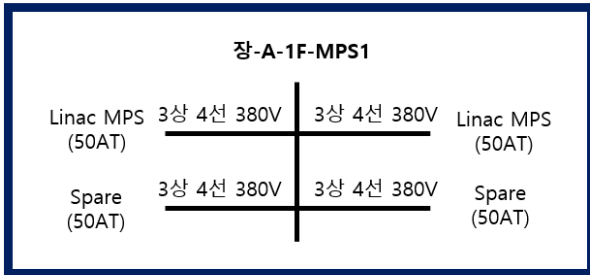 장-A-1F-MPS1
Linac MPS
(50AT)
3상 4선 380V
3상 4선 380V
Linac MPS
(50AT)
Spare
(50AT)
3상 4선 380V
3상 4선 380V
Spare
(50AT)